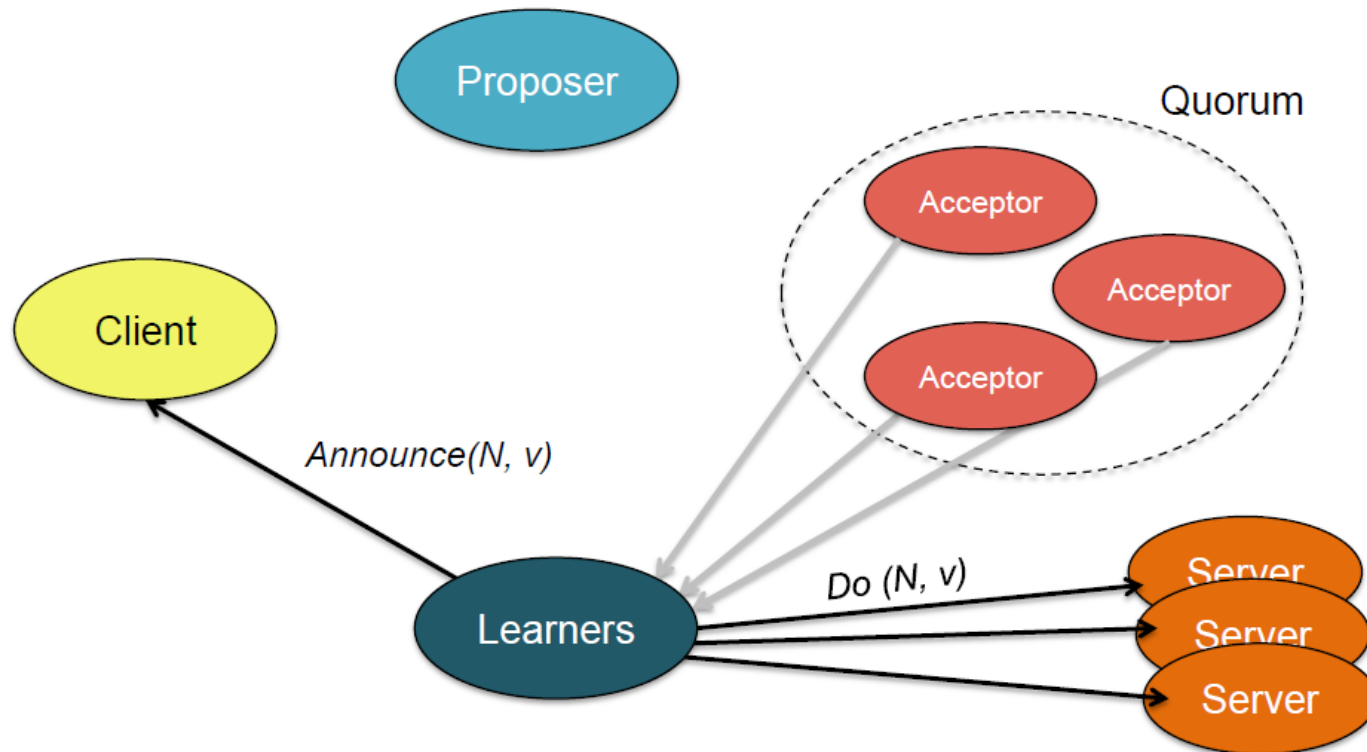 Proposer
Quorum
Acceptor
Acceptor
Client
Acceptor
Announce(N, v)
Do (N, v)
Server
Learners
Server
Server